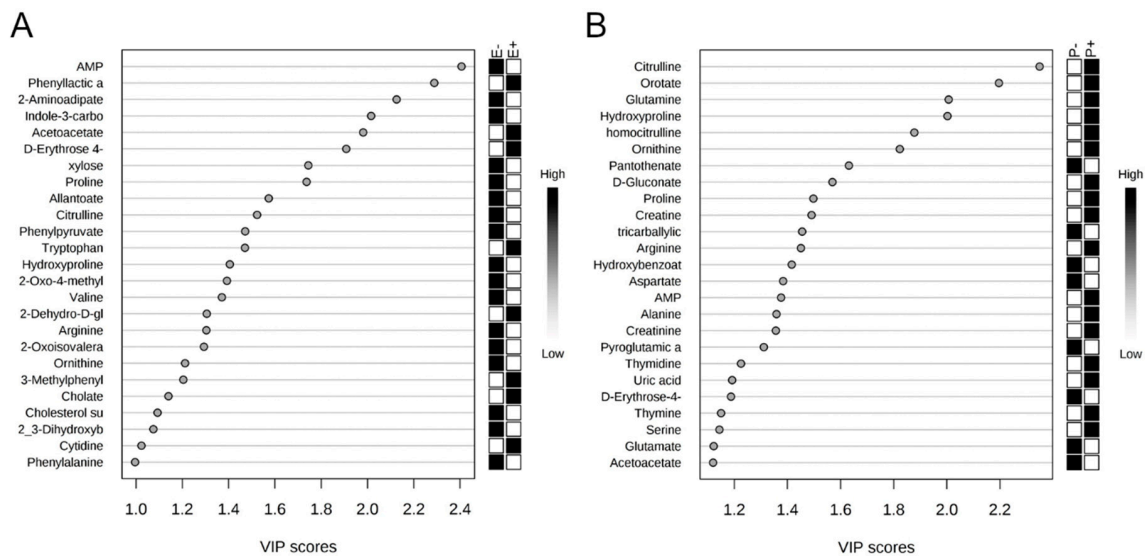 A
E- E+
AMP
Phenyllactic a
2-Aminoadipate
Indole-3-carbo
Acetoacetate
D-Erythrose 4-
xylose
Proline
Allantoate
Citrulline
Phenylpyruvate
Tryptophan
Hydroxyproline
2-Oxo-4-methyl
Valine
2-Dehydro-D-gl
Arginine
2-Oxoisovalera
Ornithine
3-Methylphenyl
Cholate
Cholesterol su
2_3-Dihydroxyb
Cytidine
Phenylalanine
High
Low
1.0 1.2 1.4 1.6 1.8 2.0 2.2 2.4
VIP scores
B
P- P+
Citrulline
Orotate
Glutamine
Hydroxyproline
homocitrulline
Ornithine
Pantothenate
D-Gluconate
Proline
Creatine
tricarballylic
Arginine
Hydroxybenzoat
Aspartate
AMP
Alanine
Creatinine
Pyroglutamic a
Thymidine
Uric acid
D-Erythrose-4-
Thymine
Serine
Glutamate
Acetoacetate
High
Low
1.2 1.4 1.6 1.8 2.0 2.2
VIP scores